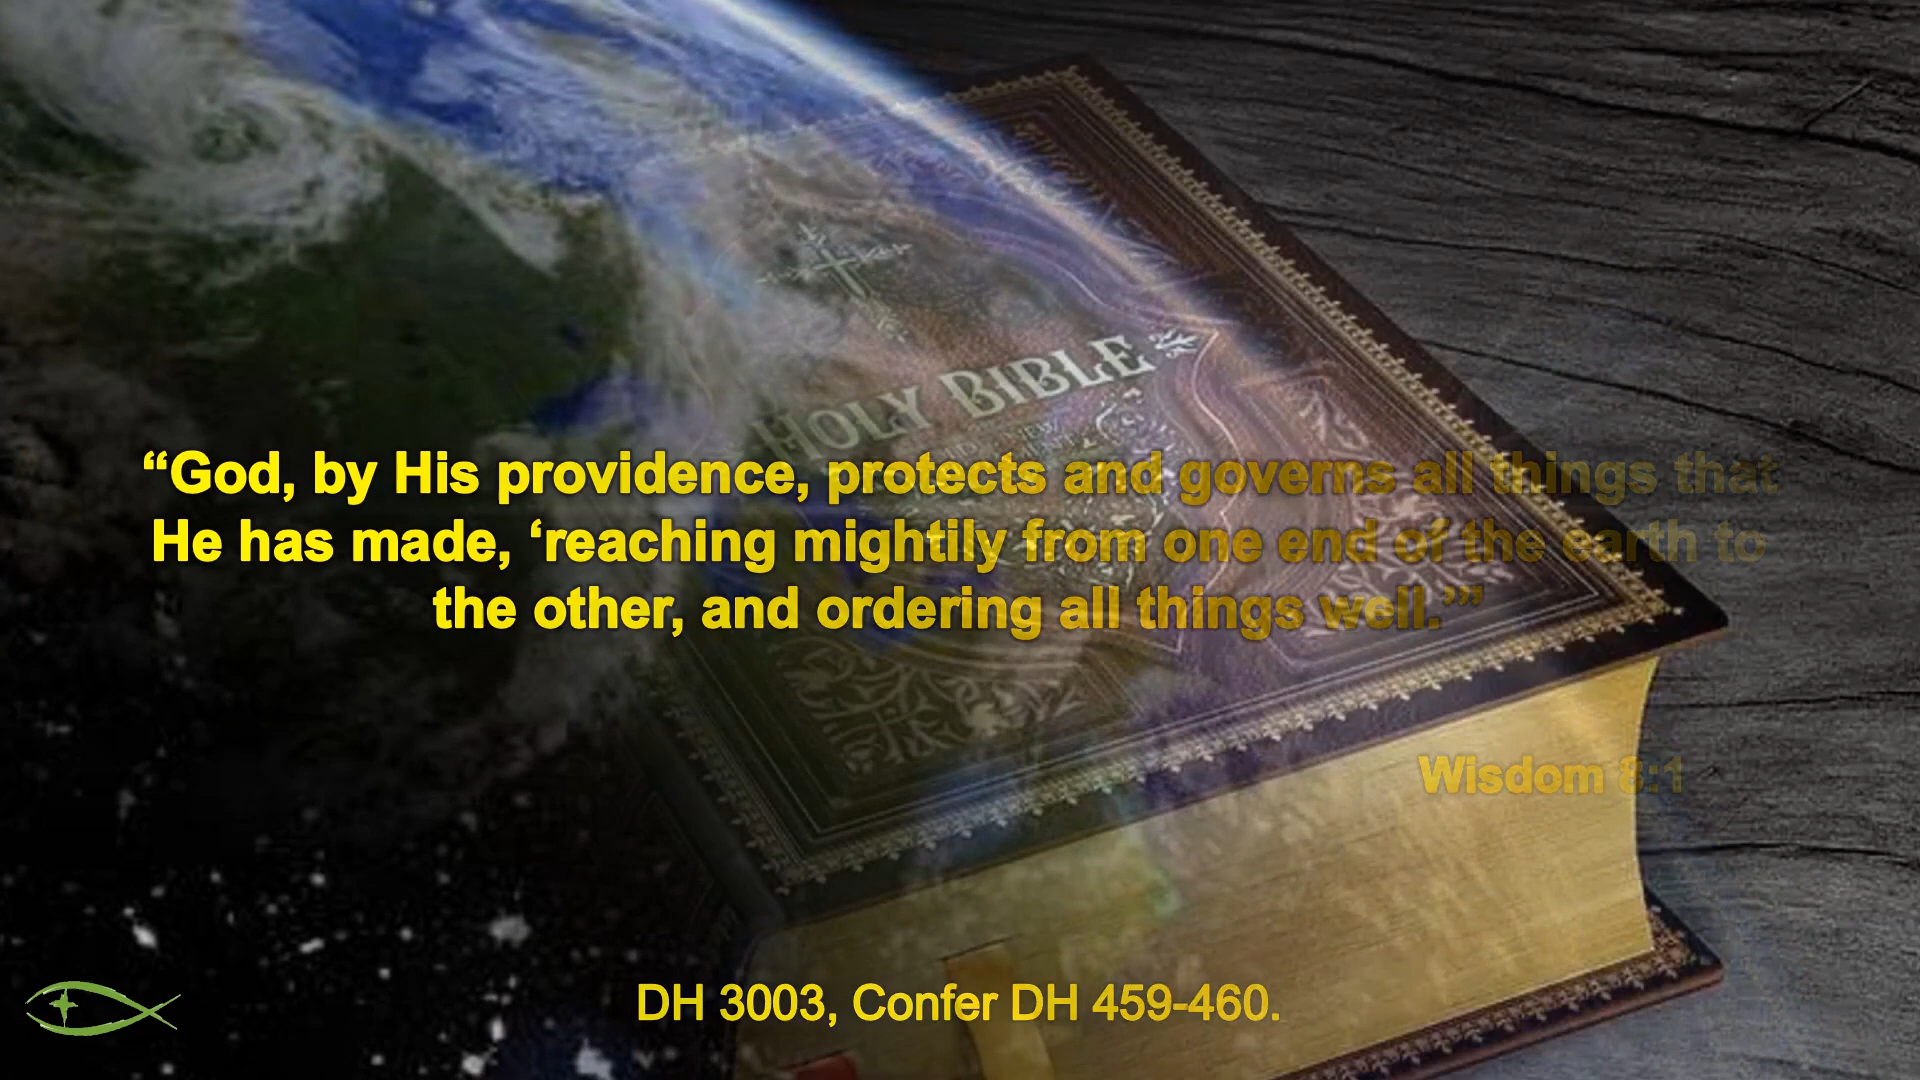 HOLY BIBLE
“God, by His providence, protects and governs all things that
He has made, ‘reaching mightily from one end of the earth to
the other, and ordering all things well.’”
Wisdom 8:1
DH 3003, Confer DH 459-460.